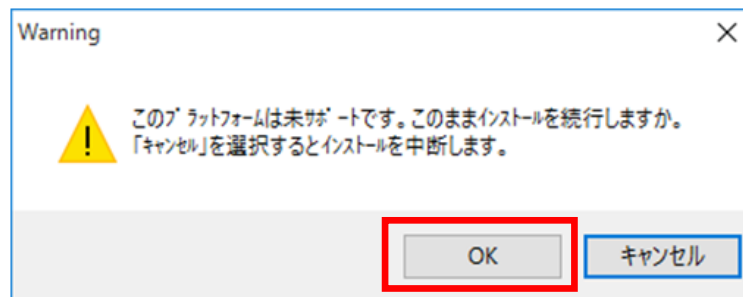 Warning
このﾌﾟﾗｯﾄﾌｫｰﾑは未ｻﾎﾟｰﾄです。このままｲﾝｽﾄｰﾙを続行しますか。
「ｷｬﾝｾﾙ」を選択するとｲﾝｽﾄｰﾙを中断します。
OK
キャンセル